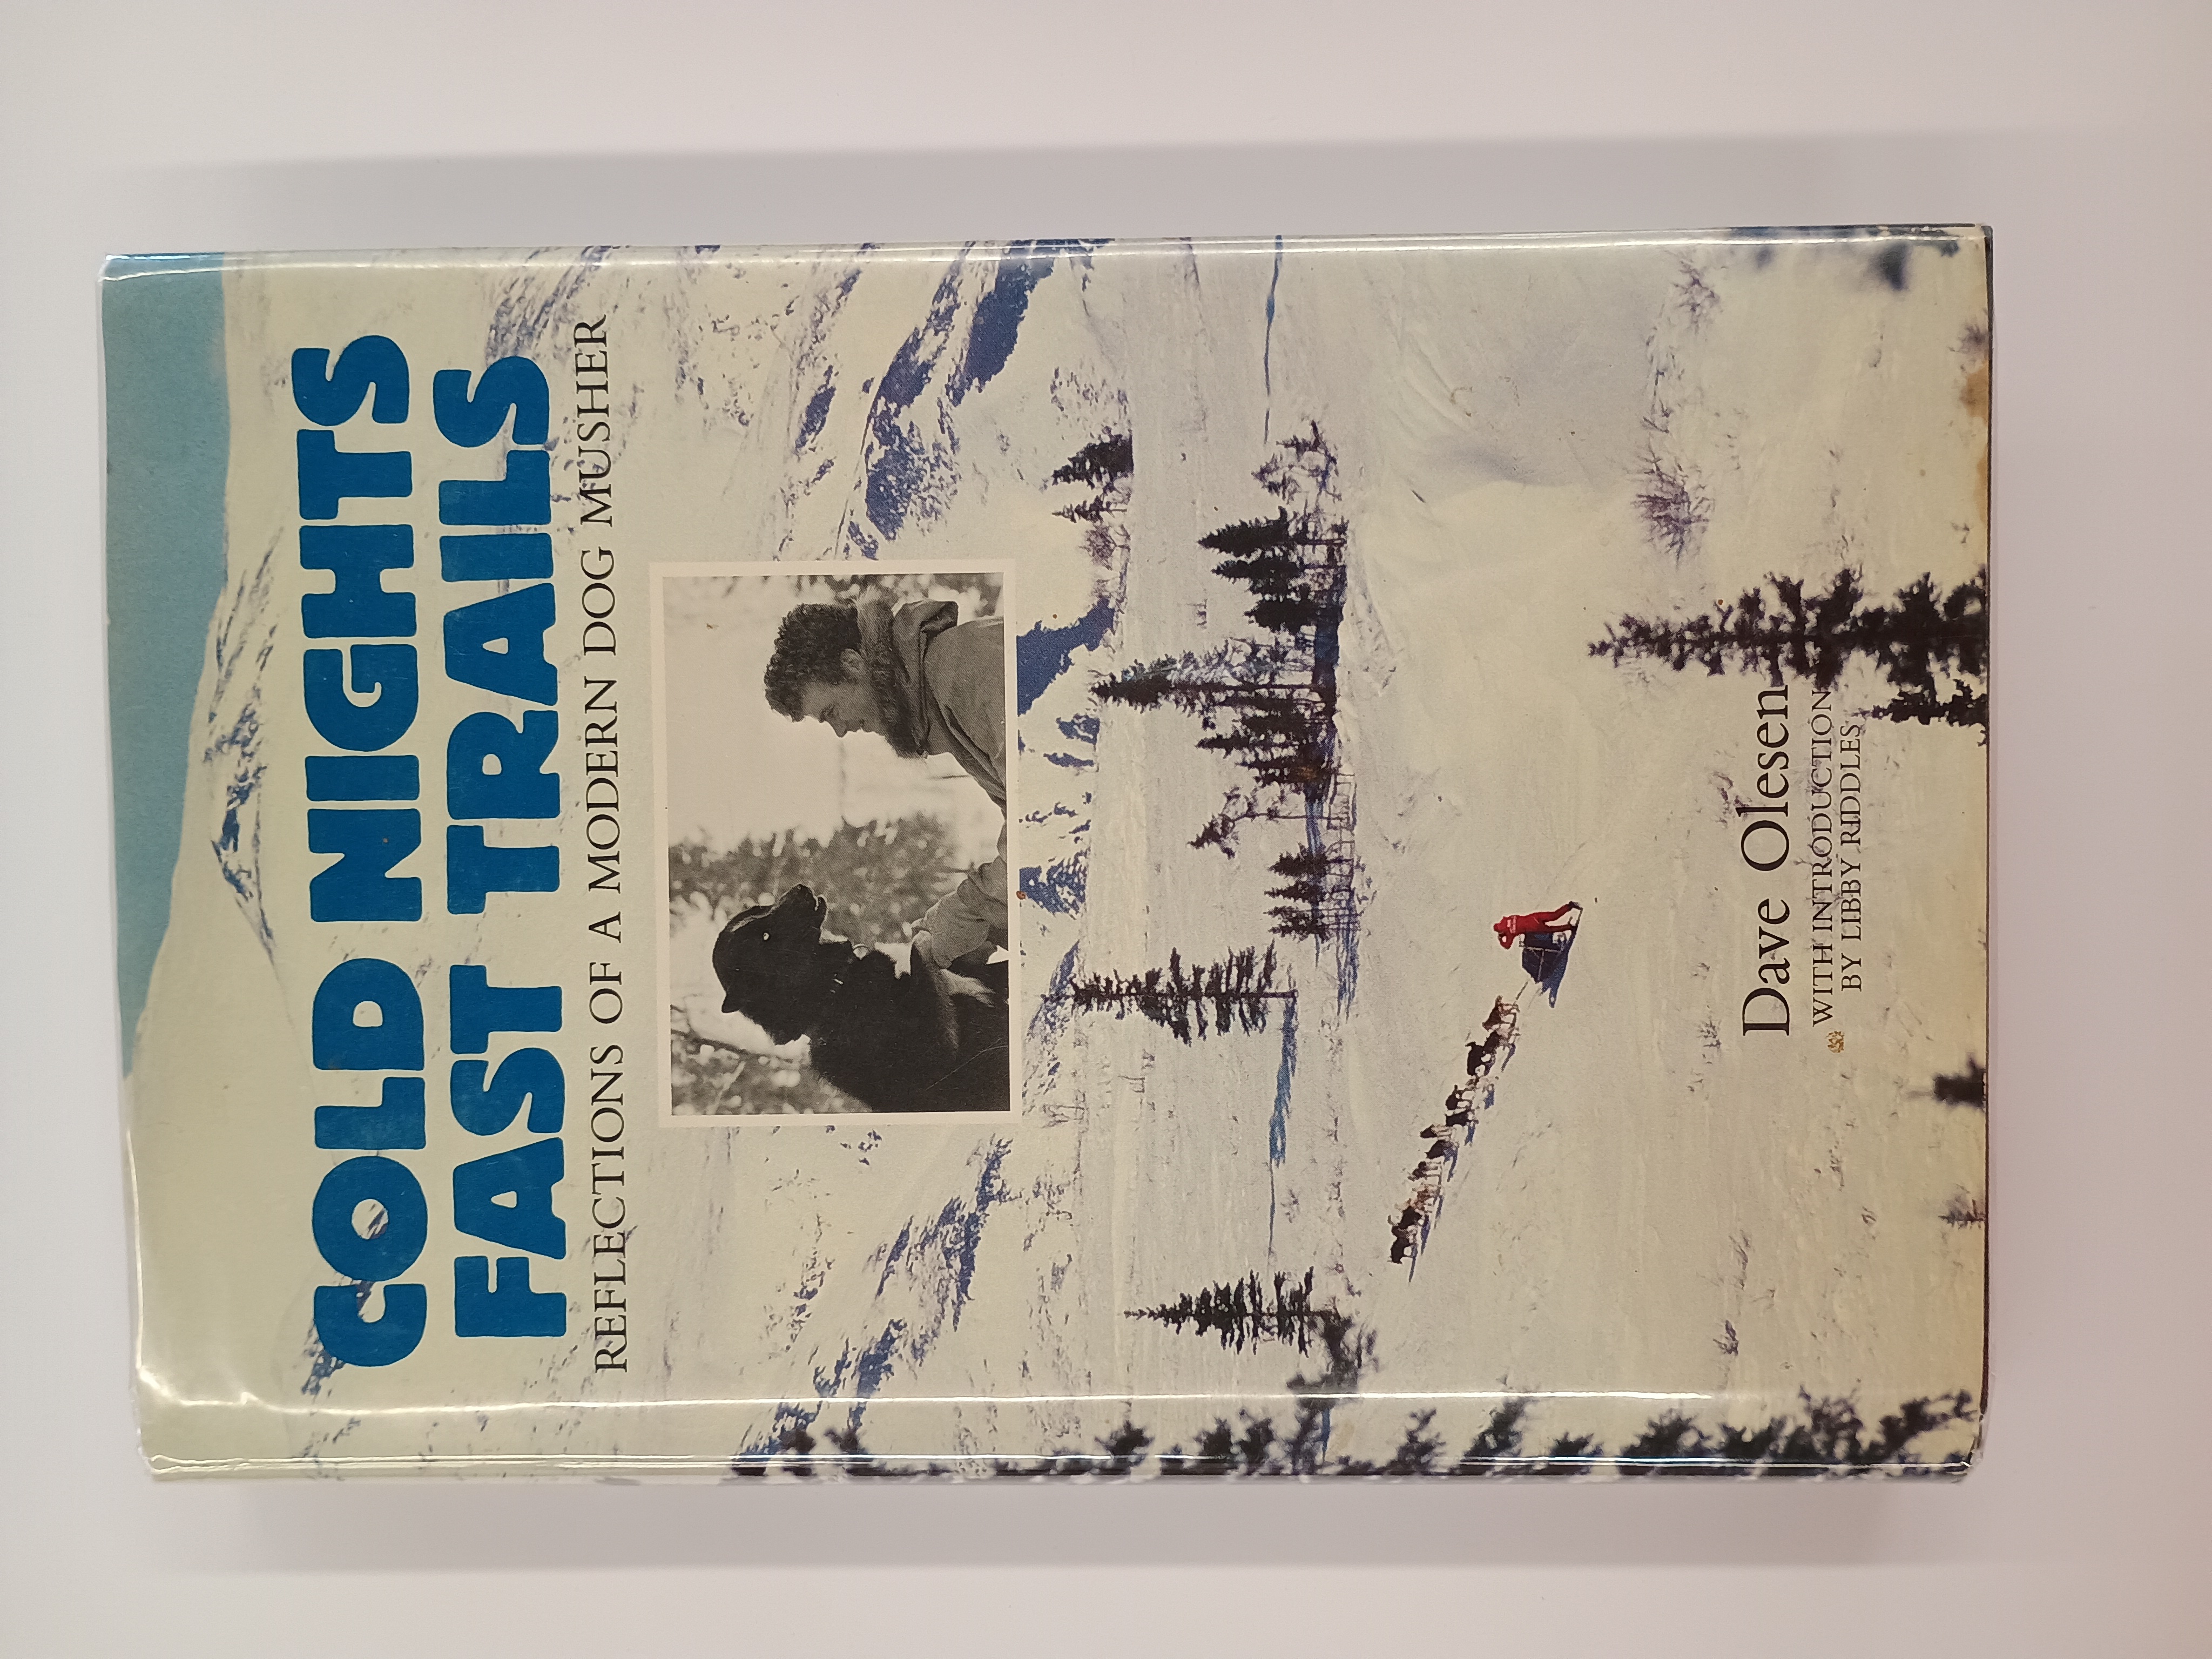 COLD NIGHTS
FAST TRAILS
REFLECTIONS OF A MODERN DOG MUSHER
Dave Olesen
WITH INTRODUCTION
BY LIBBY RIDDLES